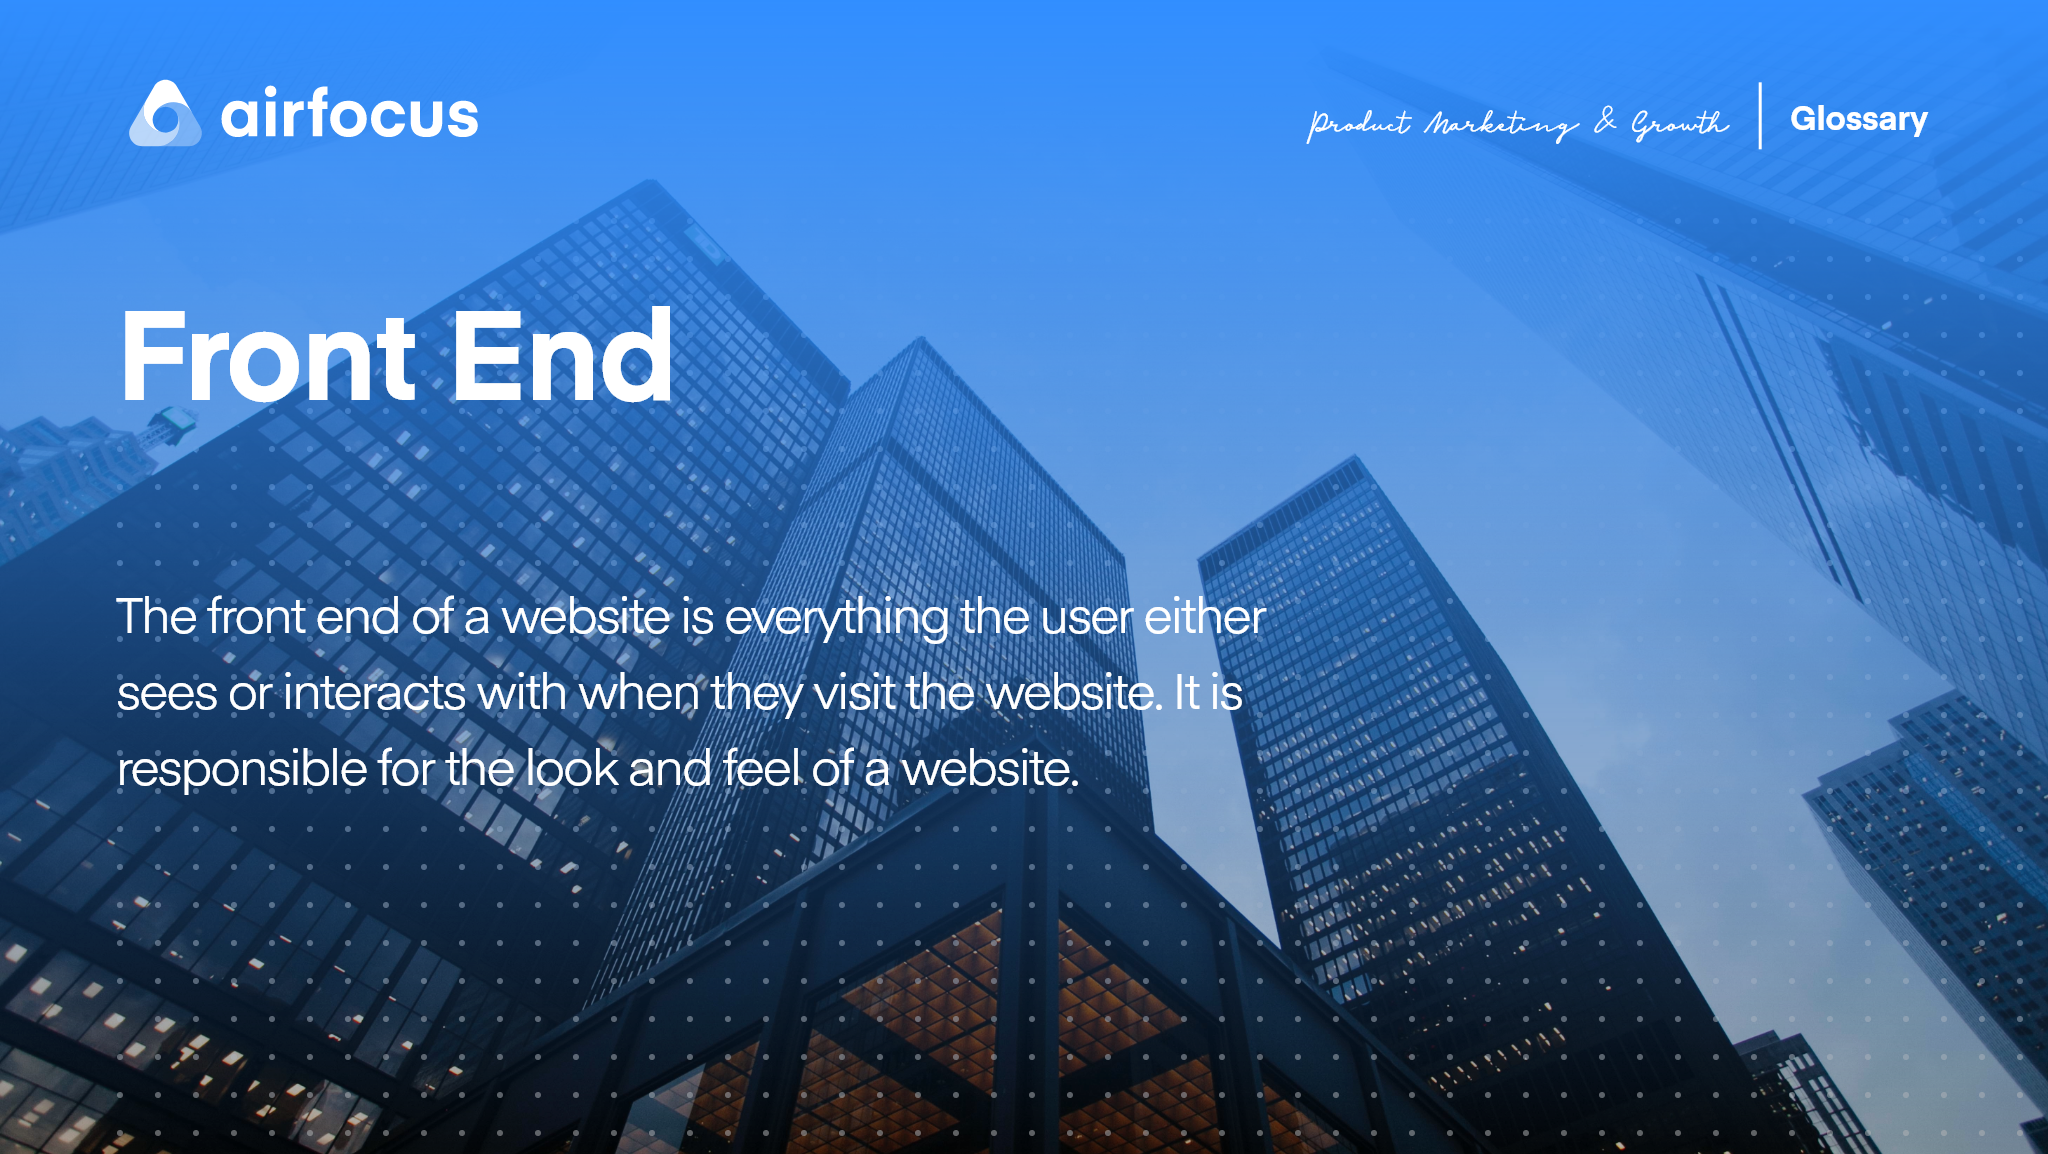 airfocus
Product Marketing & Growth | Glossary
Front End
The front end of a website is everything the user either
sees or interacts with when they visit the website. It is
responsible for the look and feel of a website.